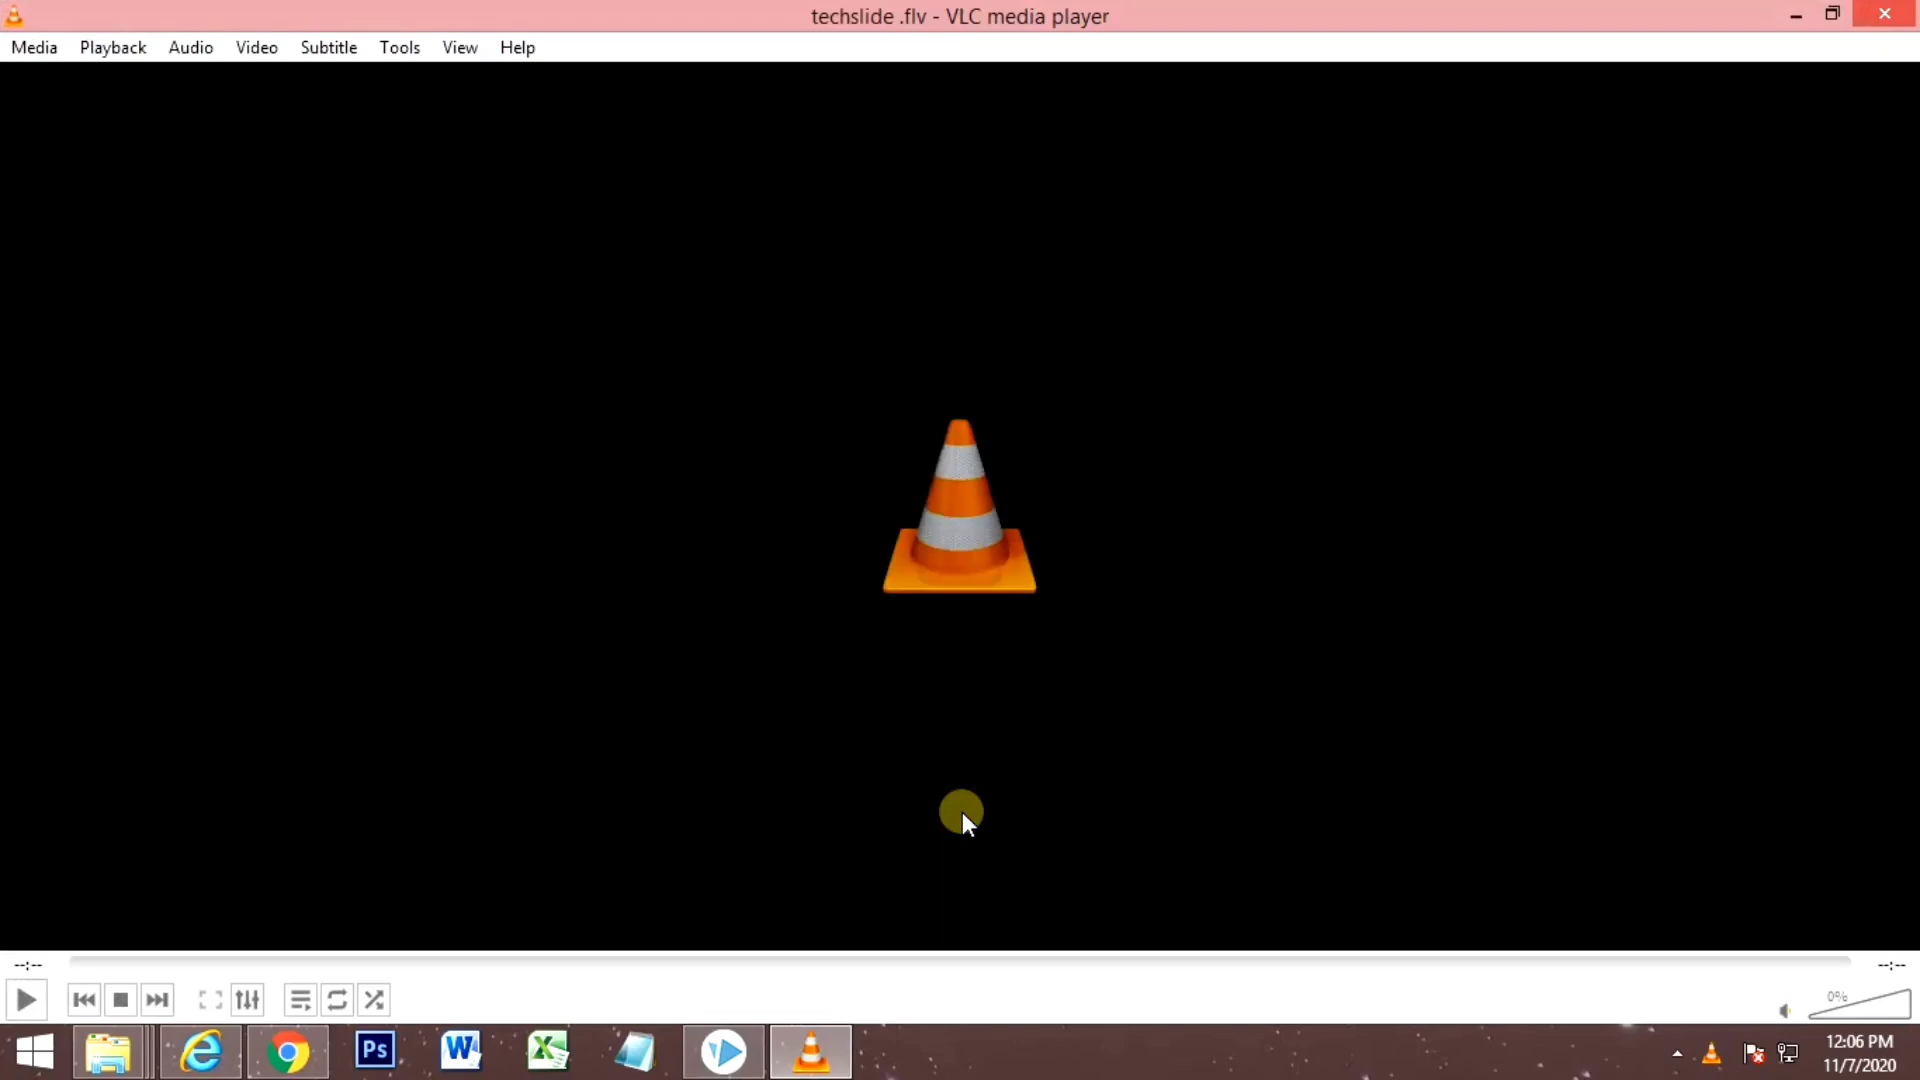 techslide .flv - VLC media player
Media Playback Audio Video Subtitle Tools View Help
--:-- --:--
0%
Ps W X
12:06 PM
11/7/2020